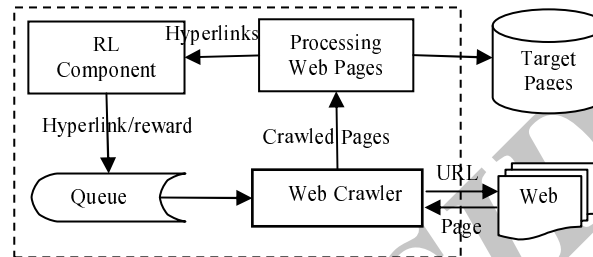 Hyperlinks
RL
Component
Processing
Web Pages
Target
Pages
Hyperlink/reward
Crawled Pages
Queue
Web Crawler
URL
Web
Page